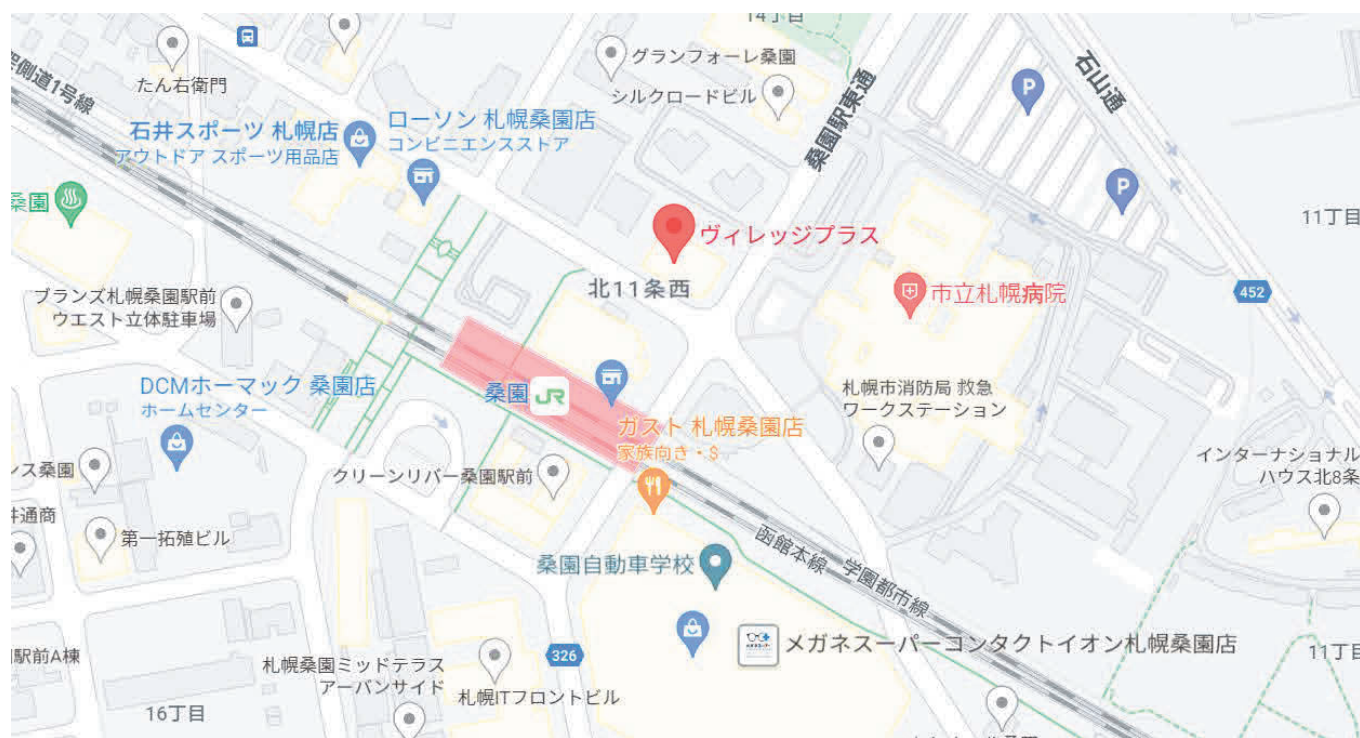 14丁目
グランフォーレ桑園
シルクロードビル
桑園駅東通
石山通
P
側道1号線
たん右衛門
石井スポーツ 札幌店
アウトドア スポーツ用品店
ローソン 札幌桑園店
コンビニエンスストア
P
11丁目
桑園
ヴィレッジプラス
北11条西
市立札幌病院
452
ブランズ札幌桑園駅前
ウエスト立体駐車場
DCMホーマック 桑園店
ホームセンター
桑園
JR
ガスト 札幌桑園店
家族向き・$
札幌市消防局 救急
ワークステーション
クリーンリバー桑園駅前
インターナショナル
ハウス北8条
ンス桑園
井通商
第一拓殖ビル
桑園自動車学校
函館本線
学園都市線
メガネスーパーコンタクトイオン札幌桑園店
326
駅前A棟
札幌桑園ミッドテラス
アーバンサイド
札幌ITフロントビル
11丁目
16丁目